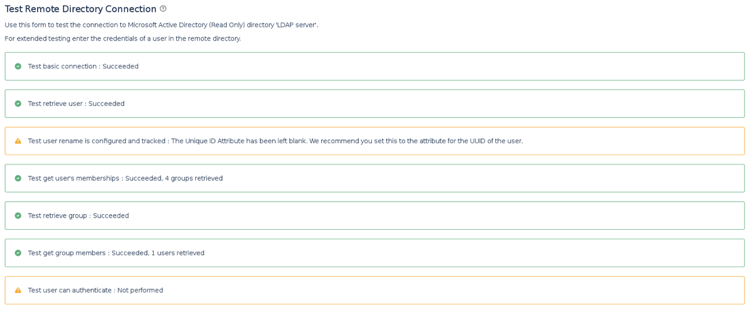 Test Remote Directory Connection
Use this form to test the connection to Microsoft Active Directory (Read Only) directory 'LDAP server'.
For extended testing enter the credentials of a user in the remote directory.
Test basic connection : Succeeded
Test retrieve user : Succeeded
Test user rename is configured and tracked : The Unique ID Attribute has been left blank. We recommend you set this to the attribute for the UUID of the user.
Test get user's memberships : Succeeded, 4 groups retrieved
Test retrieve group : Succeeded
Test get group members : Succeeded, 1 users retrieved
Test user can authenticate : Not performed